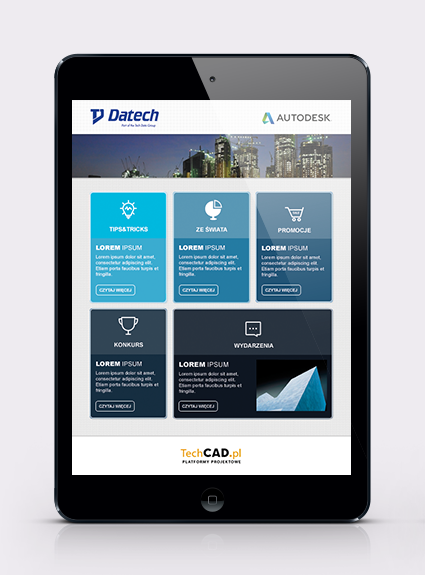 Datech
Part of the Tech Data Group
AUTODESK
TIPS&TRICKS
LOREM IPSUM
Lorem ipsum dolor sit amet,
consectetur adipiscing elit.
Etiam porta faucibus turpis et
fringilla.
CZYTAJ WIĘCEJ
ZE ŚWIATA
LOREM IPSUM
Lorem ipsum dolor sit amet,
consectetur adipiscing elit.
Etiam porta faucibus turpis et
fringilla.
CZYTAJ WIĘCEJ
PROMOCJE
LOREM IPSUM
Lorem ipsum dolor sit amet,
consectetur adipiscing elit.
Etiam porta faucibus turpis et
fringilla.
CZYTAJ WIĘCEJ
KONKURS
LOREM IPSUM
Lorem ipsum dolor sit amet,
consectetur adipiscing elit.
Etiam porta faucibus turpis et
fringilla.
CZYTAJ WIĘCEJ
WYDARZENIA
LOREM IPSUM
Lorem ipsum dolor sit amet,
consectetur adipiscing elit.
Etiam porta faucibus turpis et
fringilla.
CZYTAJ WIĘCEJ
TechCAD.pl
PLATFORMY PROJEKTOWE